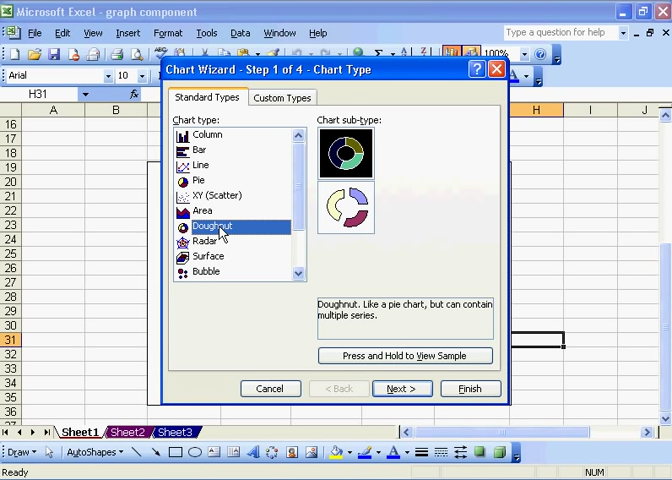 Microsoft Excel - graph component
File Edit View Insert Format Tools Data Window Help
Type a question for help
100%
Arial 10
H31 fx
Chart Wizard - Step 1 of 4 - Chart Type
Standard Types Custom Types
Chart type: Chart sub-type:
Column
Bar
Line
Pie
XY (Scatter)
Area
Doughnut
Radar
Surface
Bubble
Doughnut. Like a pie chart, but can contain
multiple series.
Press and Hold to View Sample
Cancel < Back Next > Finish
A B H I J
16
17
18
19
20
21
22
23
24
25
26
27
28
29
30
31
32
33
34
35
36
Sheet1 Sheet2 Sheet3
Draw AutoShapes
Ready NUM